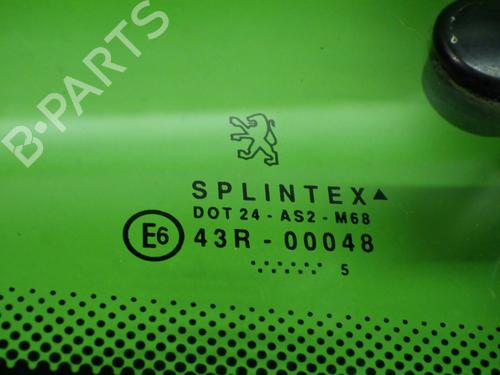 B-PARTS
SPLINTEX
DOT 24 - AS2 - M68
E6 43R - 00048
5